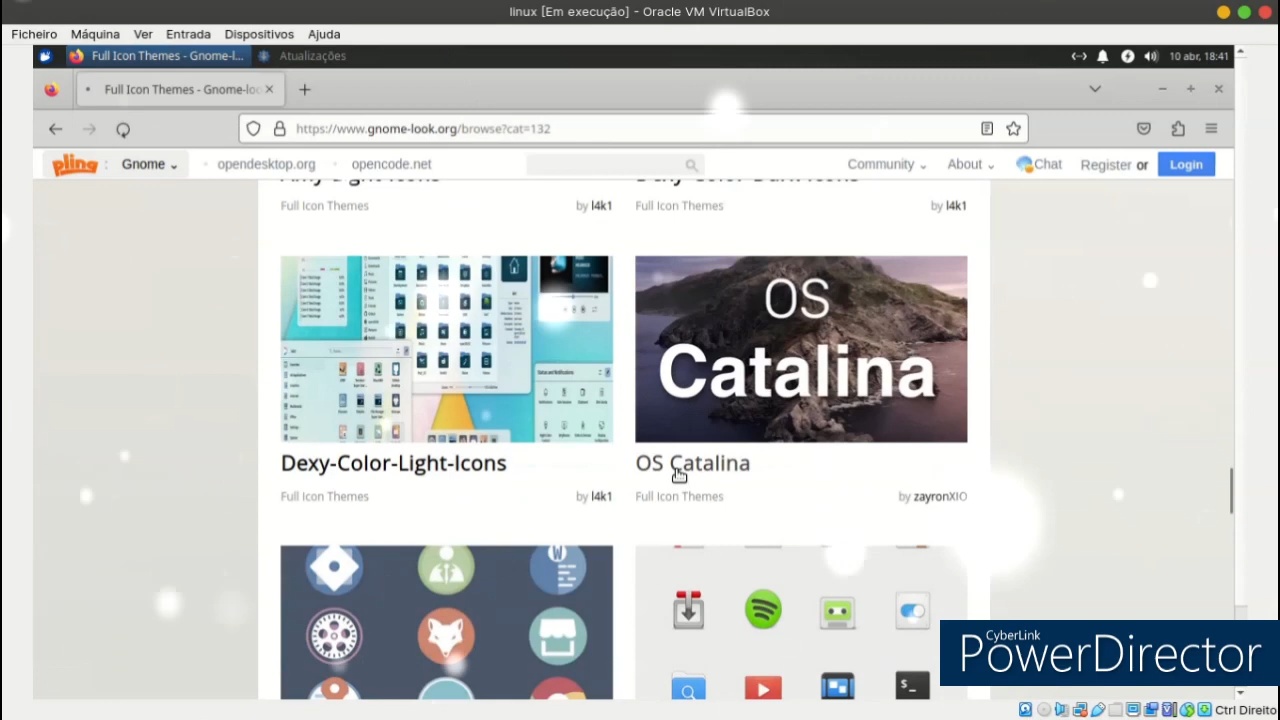 linux [Em execução] - Oracle VM VirtualBox
Ficheiro Máquina Ver Entrada Dispositivos Ajuda
Full Icon Themes - Gnome-l... Atualizações 10 abr, 18:41
Full Icon Themes - Gnome-loo
https://www.gnome-look.org/browse?cat=132
pling Gnome opendesktop.org opencode.net Community About Chat Register or Login
Full Icon Themes by l4k1 Full Icon Themes by l4k1
OS
Catalina
Dexy-Color-Light-Icons OS Catalina
Full Icon Themes by l4k1 Full Icon Themes by zayronXIO
CyberLink
PowerDirector
Ctrl Direito